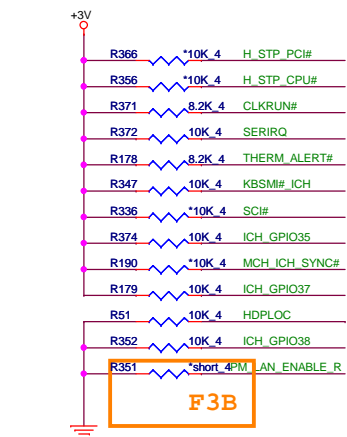 +3V
R366 *10K_4 H_STP_PCI#
R356 *10K_4 H_STP_CPU#
R371 8.2K_4 CLKRUN#
R372 10K_4 SERIRQ
R178 8.2K_4 THERM_ALERT#
R347 10K_4 KBSMI#_ICH
R336 *10K_4 SCI#
R374 10K_4 ICH_GPIO35
R190 *10K_4 MCH_ICH_SYNC#
R179 10K_4 ICH_GPIO37
R51 10K_4 HDPLOC
R352 10K_4 ICH_GPIO38
R351 *short_4 PM_LAN_ENABLE_R
F3B